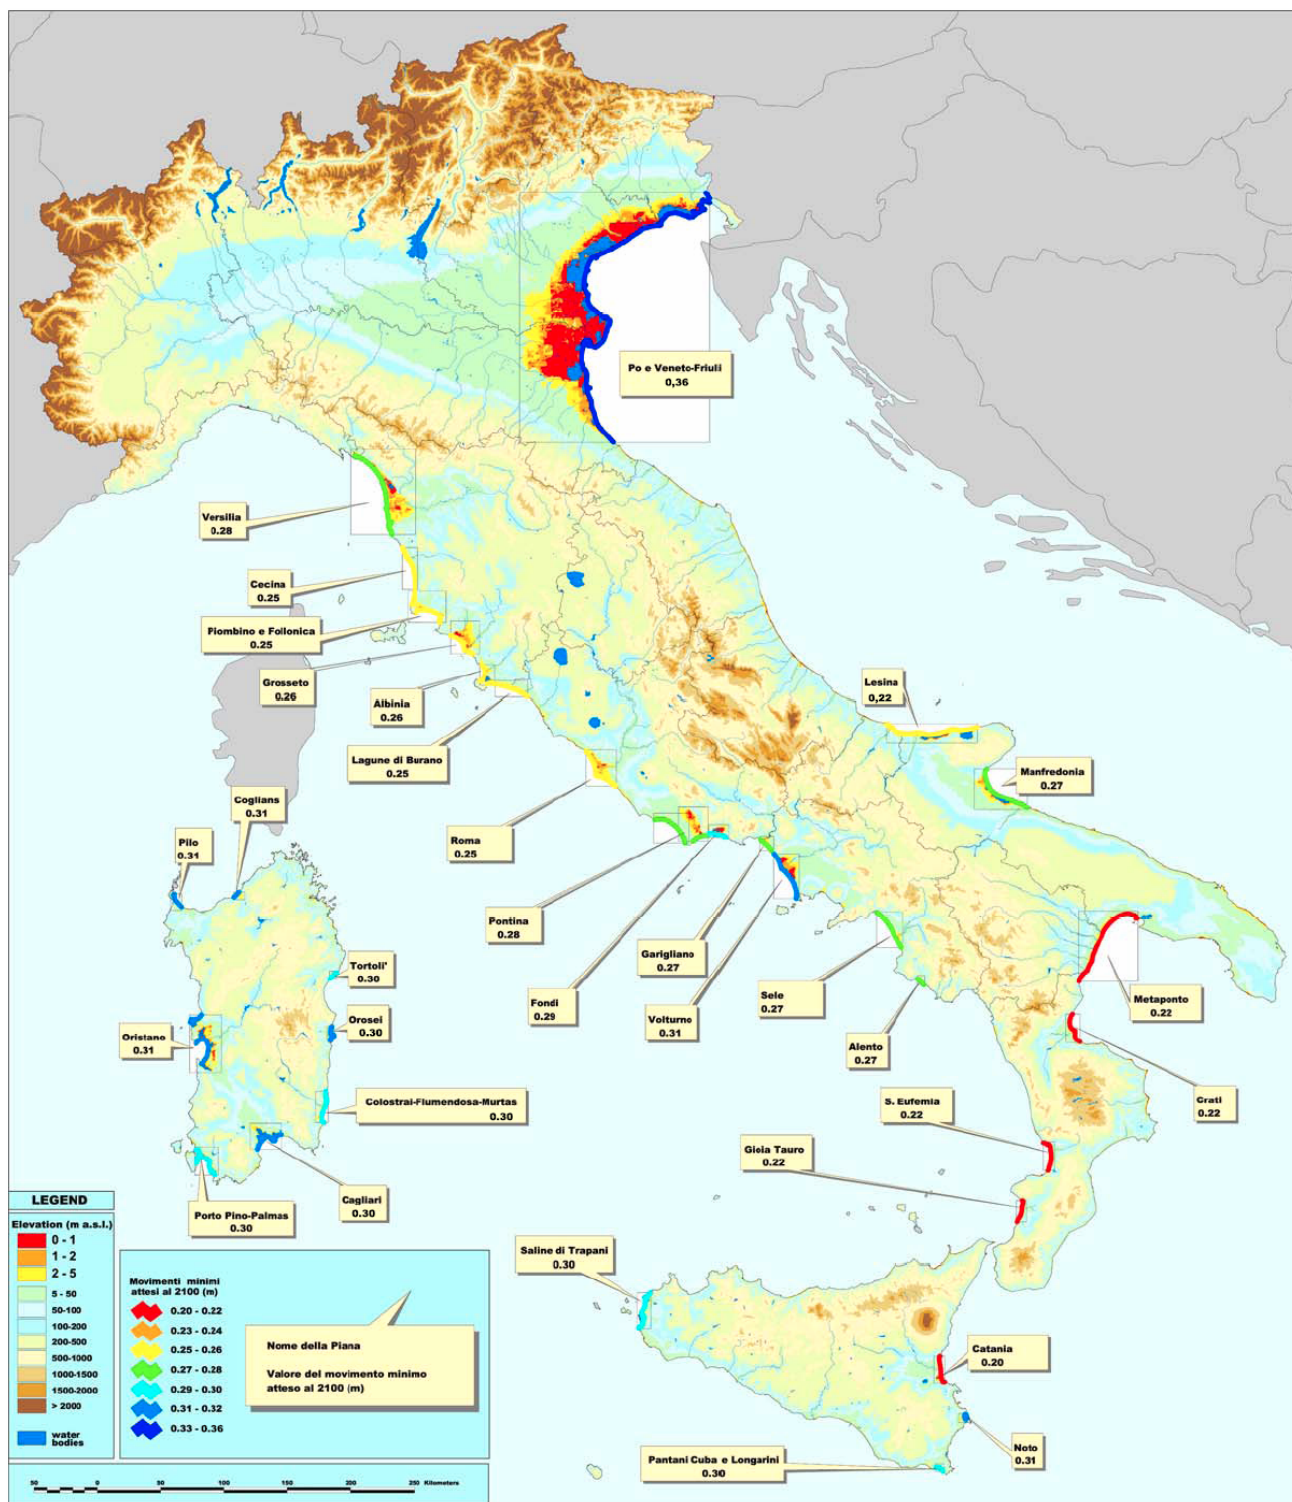 Po e Veneto-Friuli
0,36
Versilia
0.28
Cecina
0.25
Piombino e Follonica
0.25
Grosseto
0.26
Albinia
0.26
Lagune di Burano
0.25
Lesina
0,22
Manfredonia
0.27
Coglians
0.31
Pilo
0.31
Roma
0.25
Pontina
0.28
Garigliano
0.27
Fondi
0.29
Volturno
0.31
Sele
0.27
Alento
0.27
Metaponto
0.22
Crati
0.22
Tortoli'
0.30
Orosei
0.30
Oristano
0.31
Colostrai-Flumendosa-Murtas
0.30
S. Eufemia
0.22
Gioia Tauro
0.22
Cagliari
0.30
Porto Pino-Palmas
0.30
Saline di Trapani
0.30
Catania
0.20
Noto
0.31
Pantani Cuba e Longarini
0.30
LEGEND
Elevation (m a.s.l.)
0 - 1
1 - 2
2 - 5
5 - 50
50-100
100-200
200-500
500-1000
1000-1500
1500-2000
> 2000
water
bodies
Movimenti minimi
attesi al 2100 (m)
0.20 - 0.22
0.23 - 0.24
0.25 - 0.26
0.27 - 0.28
0.29 - 0.30
0.31 - 0.32
0.33 - 0.36
Nome della Piana
Valore del movimento minimo
atteso al 2100 (m)
50 0 50 100 150 200 250 Kilometers